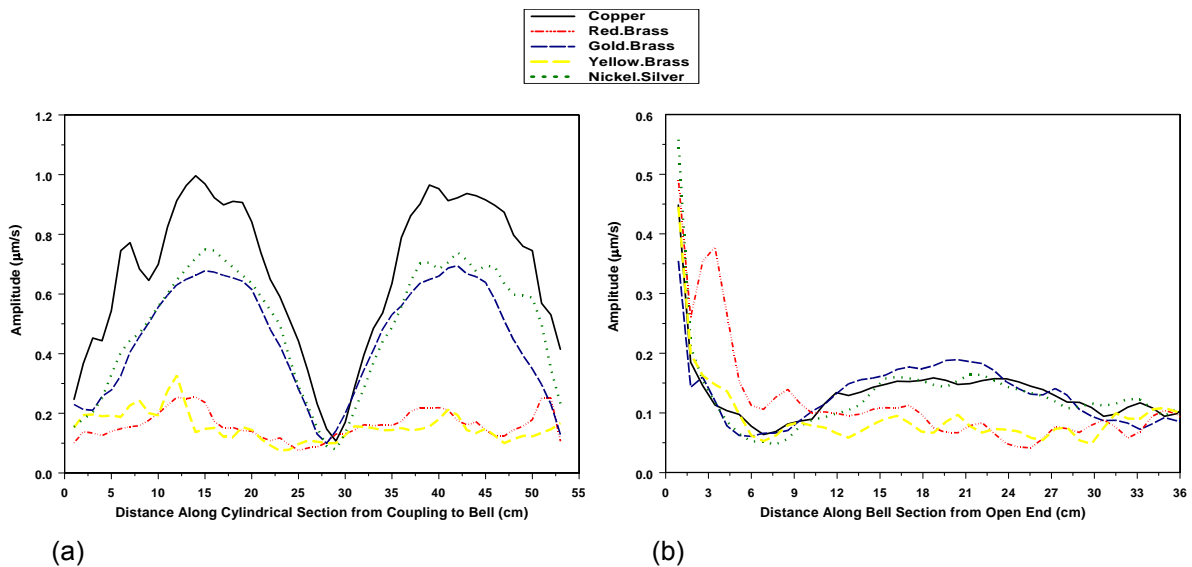 Copper
Red.Brass
Gold.Brass
Yellow.Brass
Nickel.Silver
1.2
1.0
0.8
0.6
0.4
0.2
0.0
Amplitude (μm/s)
0 1 5 10 15 20 25 30 35 40 45 50 55
Distance Along Cylindrical Section from Coupling to Bell (cm)
(a)
0.6
0.5
0.4
0.3
0.2
0.1
0.0
Amplitude (μm/s)
0 3 6 9 12 15 18 21 24 27 30 33 36
Distance Along Bell Section from Open End (cm)
(b)